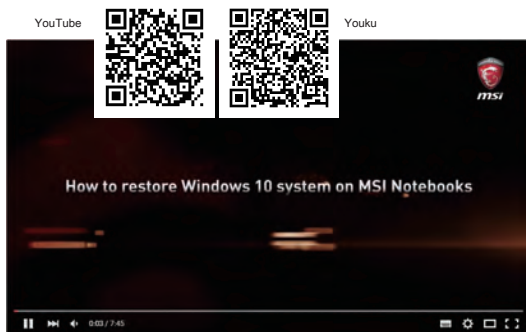 YouTube
Youku
msi
How to restore Windows 10 system on MSI Notebooks
0:03 / 7:45